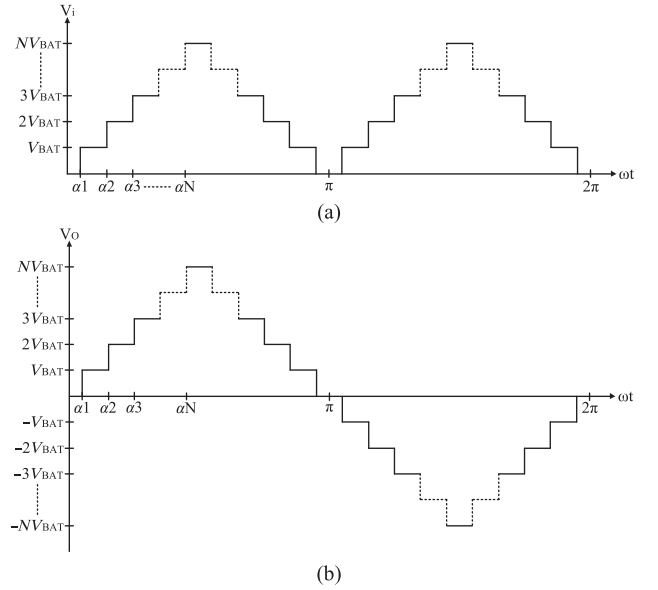 Vi
NVBAT
3VBAT
2VBAT
VBAT
α1 α2 α3 αN π 2π ωt
(a)
VO
NVBAT
3VBAT
2VBAT
VBAT
α1 α2 α3 αN π 2π ωt
−VBAT
−2VBAT
−3VBAT
−NVBAT
(b)